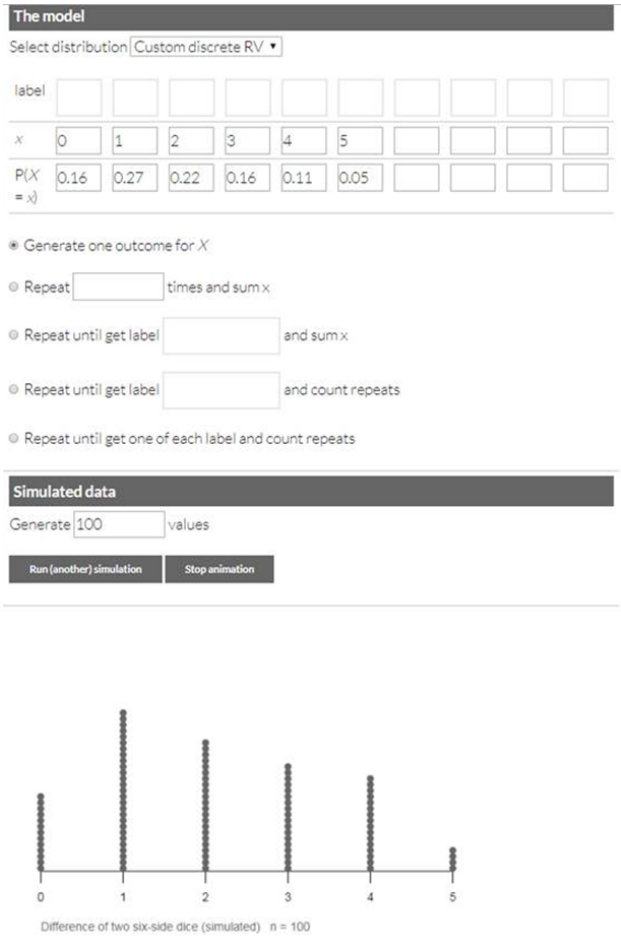 The model
Select distribution Custom discrete RV ▼
label
x 0 1 2 3 4 5
P(X = x) 0.16 0.27 0.22 0.16 0.11 0.05
Generate one outcome for X
Repeat times and sum x
Repeat until get label and sum x
Repeat until get label and count repeats
Repeat until get one of each label and count repeats
Simulated data
Generate 100 values
Run (another) simulation Stop animation
0 1 2 3 4 5
Difference of two six-side dice (simulated) n = 100